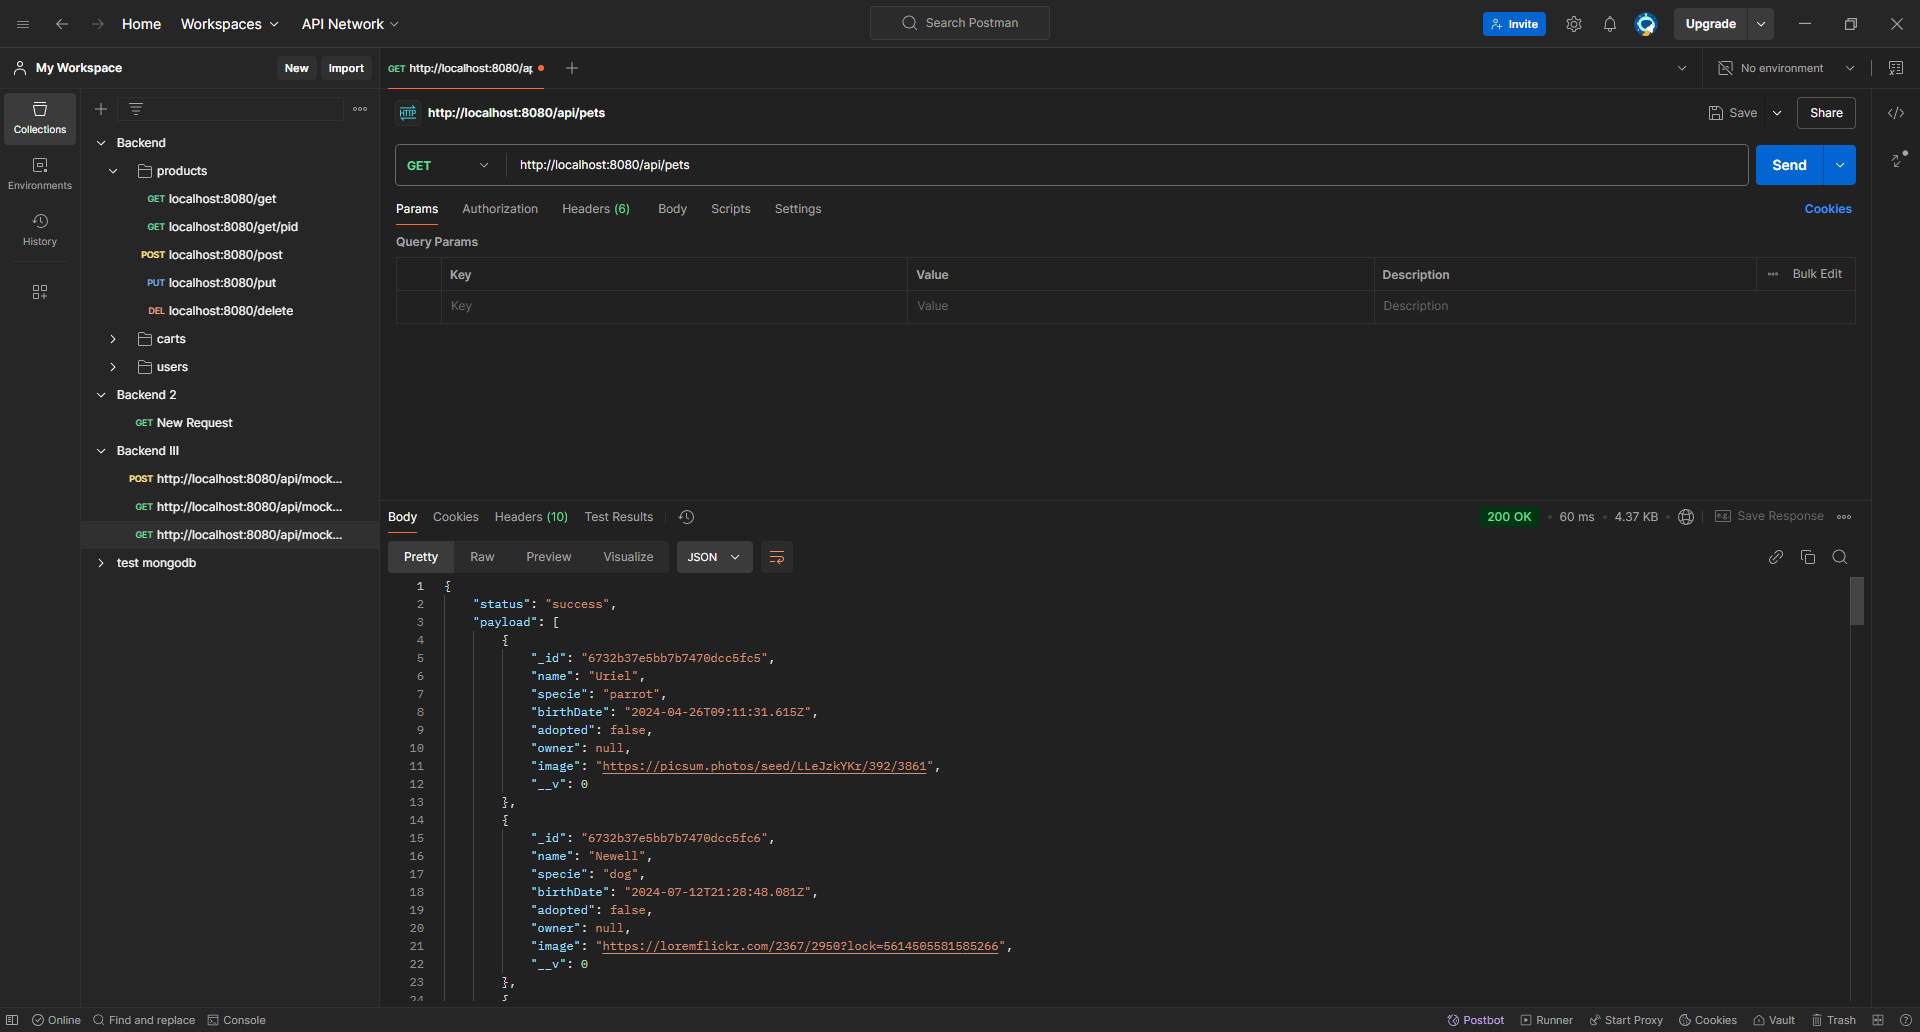 Home Workspaces API Network Search Postman Invite Upgrade
My Workspace New Import GET http://localhost:8080/ap No environment
Collections
Environments
History
Backend
products
GET localhost:8080/get
GET localhost:8080/get/pid
POST localhost:8080/post
PUT localhost:8080/put
DEL localhost:8080/delete
carts
users
Backend 2
GET New Request
Backend III
POST http://localhost:8080/api/mock...
GET http://localhost:8080/api/mock...
GET http://localhost:8080/api/mock...
test mongodb
HTTP http://localhost:8080/api/pets Save Share
GET http://localhost:8080/api/pets Send
Params Authorization Headers (6) Body Scripts Settings Cookies
Query Params
Key Value Description Bulk Edit
Key Value Description
Body Cookies Headers (10) Test Results 200 OK 60 ms 4.37 KB e.g. Save Response
Pretty Raw Preview Visualize JSON
1 {
2 "status": "success",
3 "payload": [
4 {
5 "_id": "6732b37e5bb7b7470dcc5fc5",
6 "name": "Uriel",
7 "specie": "parrot",
8 "birthDate": "2024-04-26T09:11:31.615Z",
9 "adopted": false,
10 "owner": null,
11 "image": "https://picsum.photos/seed/LLeJzkYKr/392/3861",
12 "__v": 0
13 },
14 {
15 "_id": "6732b37e5bb7b7470dcc5fc6",
16 "name": "Newell",
17 "specie": "dog",
18 "birthDate": "2024-07-12T21:28:48.081Z",
19 "adopted": false,
20 "owner": null,
21 "image": "https://loremflickr.com/2367/2950?lock=5614505581585266",
22 "__v": 0
23 },
24 {
Online Find and replace Console Postbot Runner Start Proxy Cookies Vault Trash